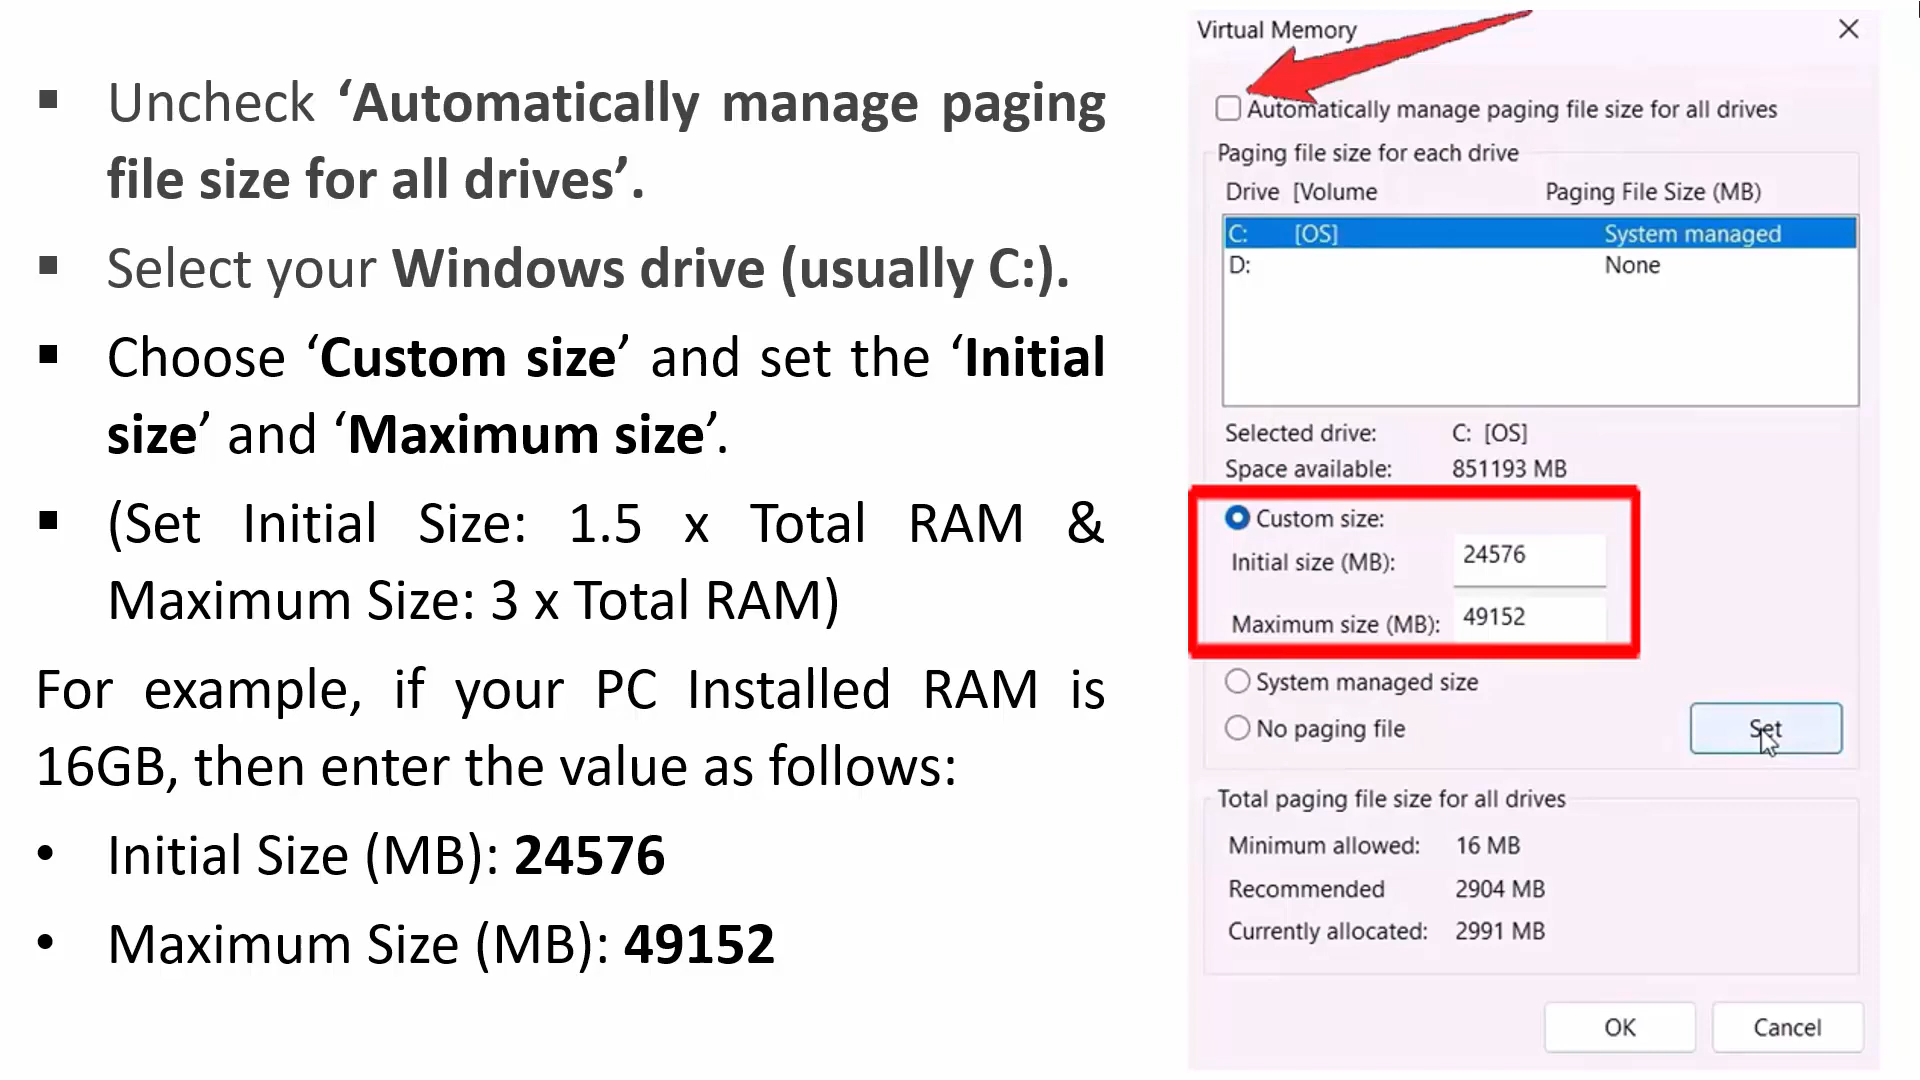 ▪ Uncheck ‘Automatically manage paging
file size for all drives’.
▪ Select your Windows drive (usually C:).
▪ Choose ‘Custom size’ and set the ‘Initial
size’ and ‘Maximum size’.
▪ (Set Initial Size: 1.5 x Total RAM &
Maximum Size: 3 x Total RAM)
For example, if your PC Installed RAM is
16GB, then enter the value as follows:
• Initial Size (MB): 24576
• Maximum Size (MB): 49152
Virtual Memory
Automatically manage paging file size for all drives
Paging file size for each drive
Drive [Volume Paging File Size (MB)
C: [OS] System managed
D: None
Selected drive: C: [OS]
Space available: 851193 MB
Custom size:
Initial size (MB): 24576
Maximum size (MB): 49152
System managed size
No paging file Set
Total paging file size for all drives
Minimum allowed: 16 MB
Recommended 2904 MB
Currently allocated: 2991 MB
OK Cancel